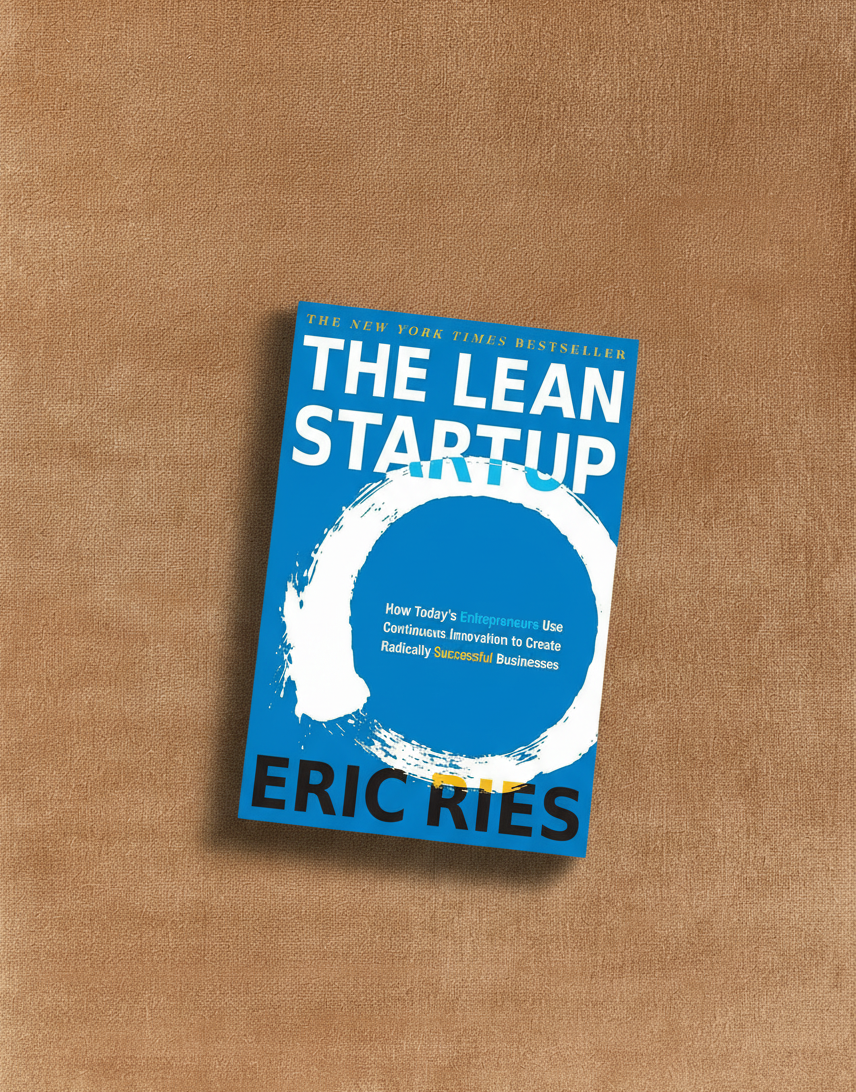 THE NEW YORK TIMES BESTSELLER
THE LEAN
STARTUP
How Today's Entrepreneurs Use
Continuous Innovation to Create
Radically Successful Businesses
ERIC RIES